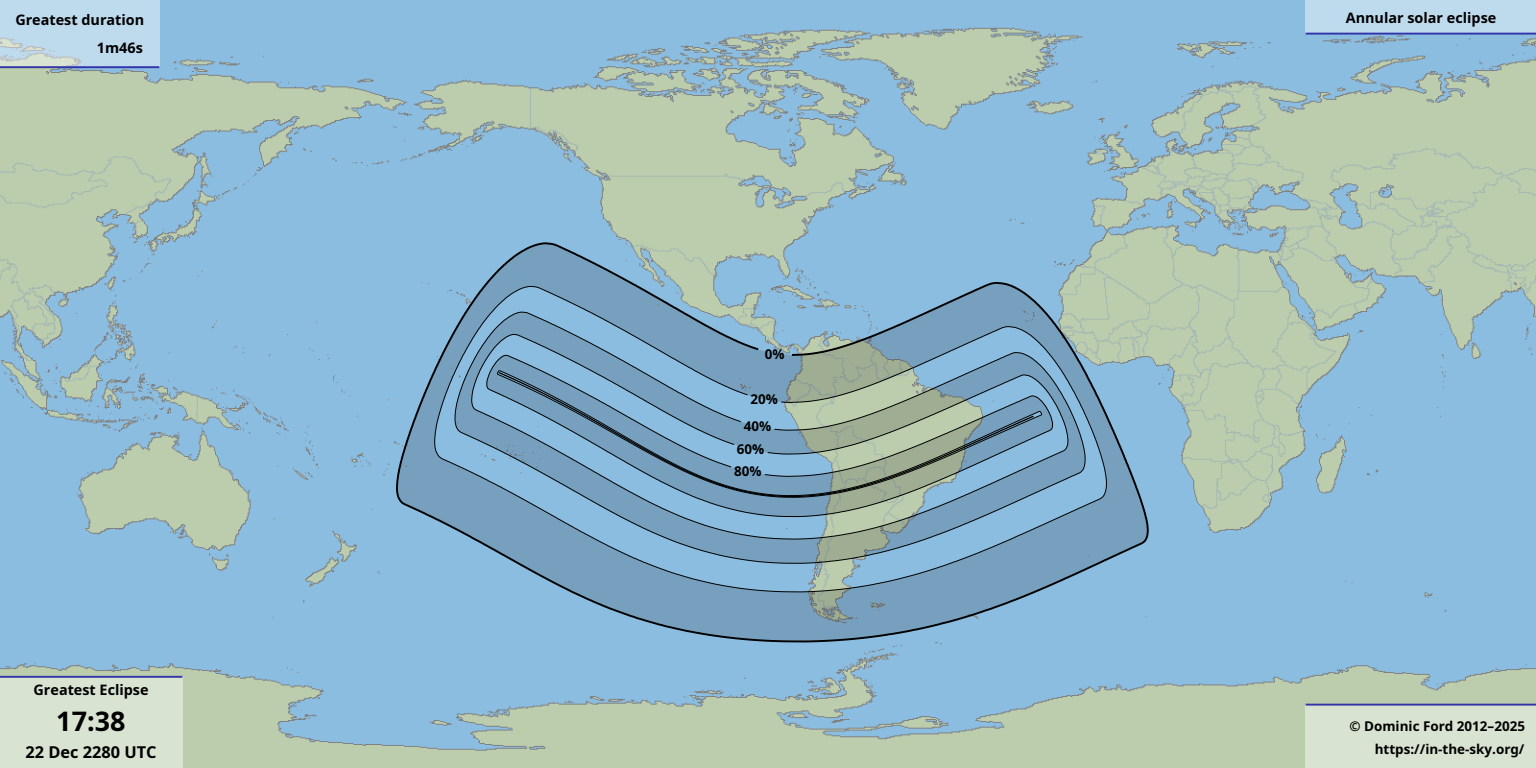 Greatest duration
1m46s
Annular solar eclipse
0%
20%
40%
60%
80%
Greatest Eclipse
17:38
22 Dec 2280 UTC
© Dominic Ford 2012–2025
https://in-the-sky.org/